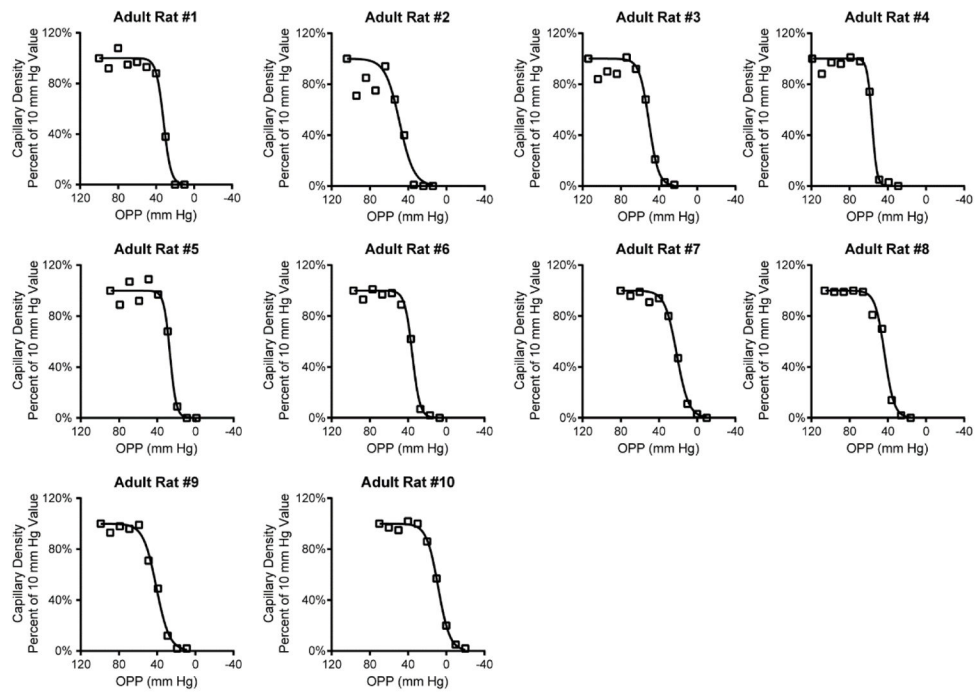 Adult Rat #1
Capillary Density
Percent of 10 mm Hg Value
120%
80%
40%
0%
120 80 40 0 -40
OPP (mm Hg)
Adult Rat #2
Capillary Density
Percent of 10 mm Hg Value
120%
80%
40%
0%
120 80 40 0 -40
OPP (mm Hg)
Adult Rat #3
Capillary Density
Percent of 10 mm Hg Value
120%
80%
40%
0%
120 80 40 0 -40
OPP (mm Hg)
Adult Rat #4
Capillary Density
Percent of 10 mm Hg Value
120%
80%
40%
0%
120 80 40 0 -40
OPP (mm Hg)
Adult Rat #5
Capillary Density
Percent of 10 mm Hg Value
120%
80%
40%
0%
120 80 40 0 -40
OPP (mm Hg)
Adult Rat #6
Capillary Density
Percent of 10 mm Hg Value
120%
80%
40%
0%
120 80 40 0 -40
OPP (mm Hg)
Adult Rat #7
Capillary Density
Percent of 10 mm Hg Value
120%
80%
40%
0%
120 80 40 0 -40
OPP (mm Hg)
Adult Rat #8
Capillary Density
Percent of 10 mm Hg Value
120%
80%
40%
0%
120 80 40 0 -40
OPP (mm Hg)
Adult Rat #9
Capillary Density
Percent of 10 mm Hg Value
120%
80%
40%
0%
120 80 40 0 -40
OPP (mm Hg)
Adult Rat #10
Capillary Density
Percent of 10 mm Hg Value
120%
80%
40%
0%
120 80 40 0 -40
OPP (mm Hg)